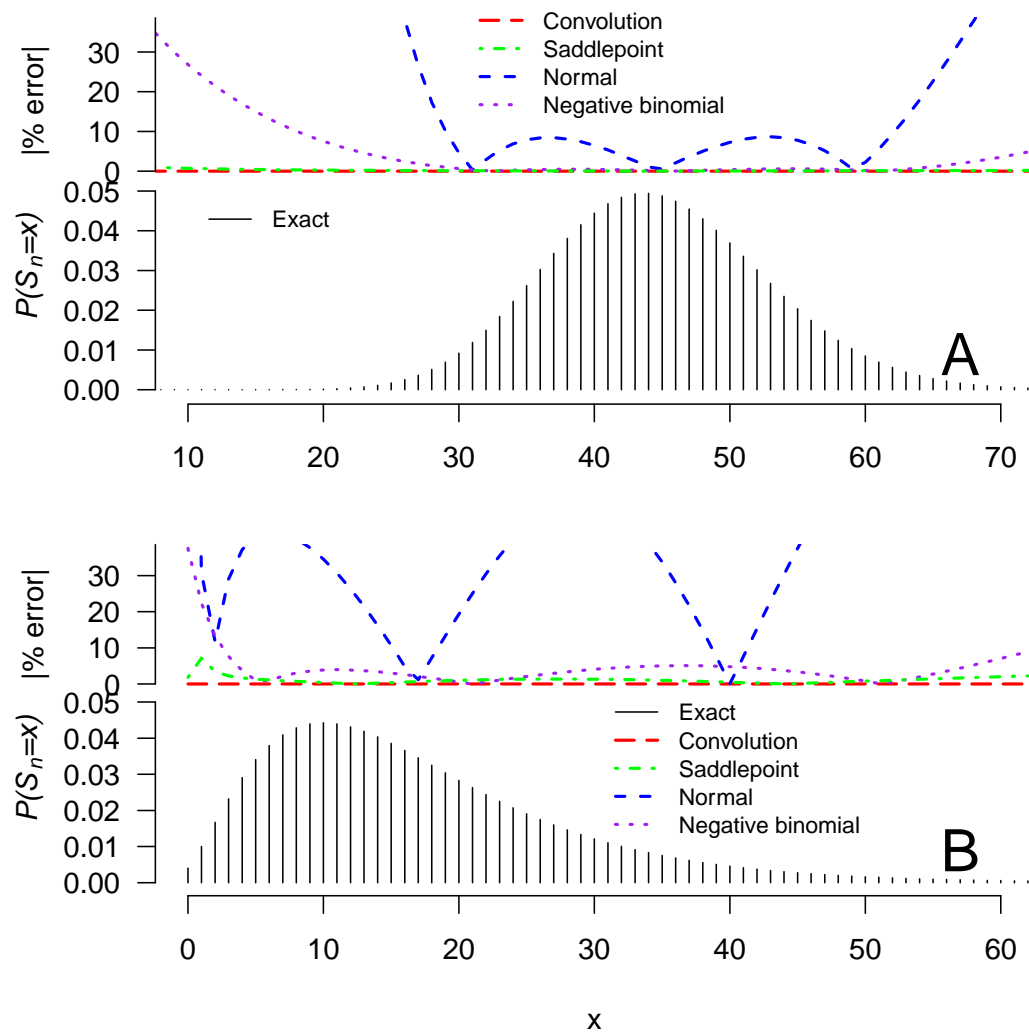 |% error|
30
20
10
0
Convolution
Saddlepoint
Normal
Negative binomial
P(S_n=x)
0.05
0.04
0.03
0.02
0.01
0.00
Exact
A
10 20 30 40 50 60 70
|% error|
30
20
10
0
P(S_n=x)
0.05
0.04
0.03
0.02
0.01
0.00
Exact
Convolution
Saddlepoint
Normal
Negative binomial
B
0 10 20 30 40 50 60
x